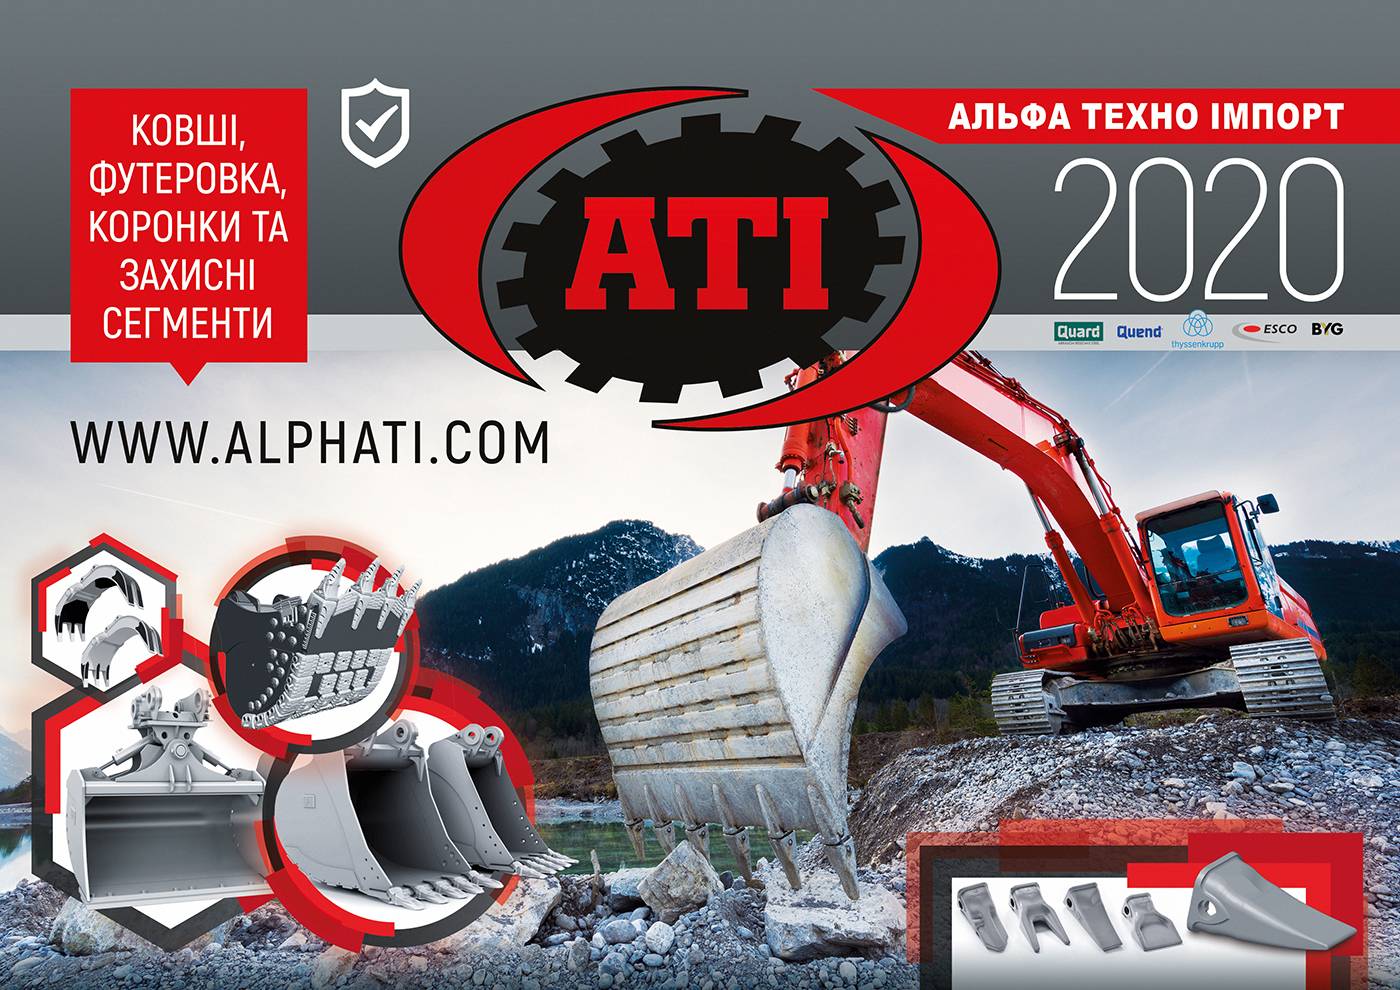 КОВШІ,
ФУТЕРОВКА,
КОРОНКИ ТА
ЗАХИСНІ
СЕГМЕНТИ
ATI
АЛЬФА ТЕХНО ІМПОРТ
2020
Quard
Quend
thyssenkrupp
ESCO
BYG
WWW.ALPHATI.COM